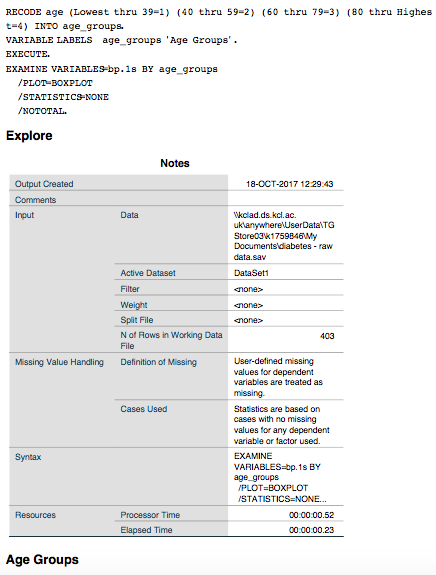 RECODE age (Lowest thru 39=1) (40 thru 59=2) (60 thru 79=3) (80 thru Highes
t=4) INTO age_groups.
VARIABLE LABELS  age_groups 'Age Groups'.
EXECUTE.
EXAMINE VARIABLES=bp.1s BY age_groups
/PLOT=BOXPLOT
/STATISTICS=NONE
/NOTOTAL.
Explore
Notes
Output Created 18-OCT-2017 12:29:43
Comments
Input Data \\kclad.ds.kcl.ac.
uk\anywhere\UserData\TG
Store03\k1759846\My
Documents\diabetes - raw
data.sav
Active Dataset DataSet1
Filter <none>
Weight <none>
Split File <none>
N of Rows in Working Data
File 403
Missing Value Handling Definition of Missing User-defined missing
values for dependent
variables are treated as
missing.
Cases Used Statistics are based on
cases with no missing
values for any dependent
variable or factor used.
Syntax EXAMINE
VARIABLES=bp.1s BY
age_groups
/PLOT=BOXPLOT
/STATISTICS=NONE...
Resources Processor Time 00:00:00.52
Elapsed Time 00:00:00.23
Age Groups